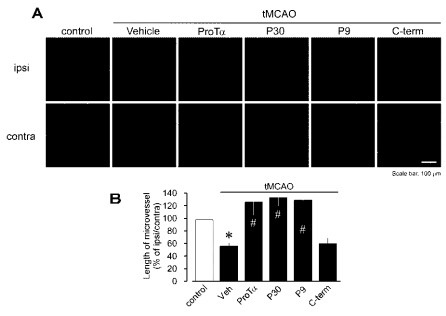 A
tMCAO
control Vehicle ProTα P30 P9 C-term
ipsi
contra
Scale bar, 100 μm
B
tMCAO
Length of microvessel
(% of ipsi/contra)
140
120
100
80
60
40
20
0
* # # #
control Veh ProTα P30 P9 C-term